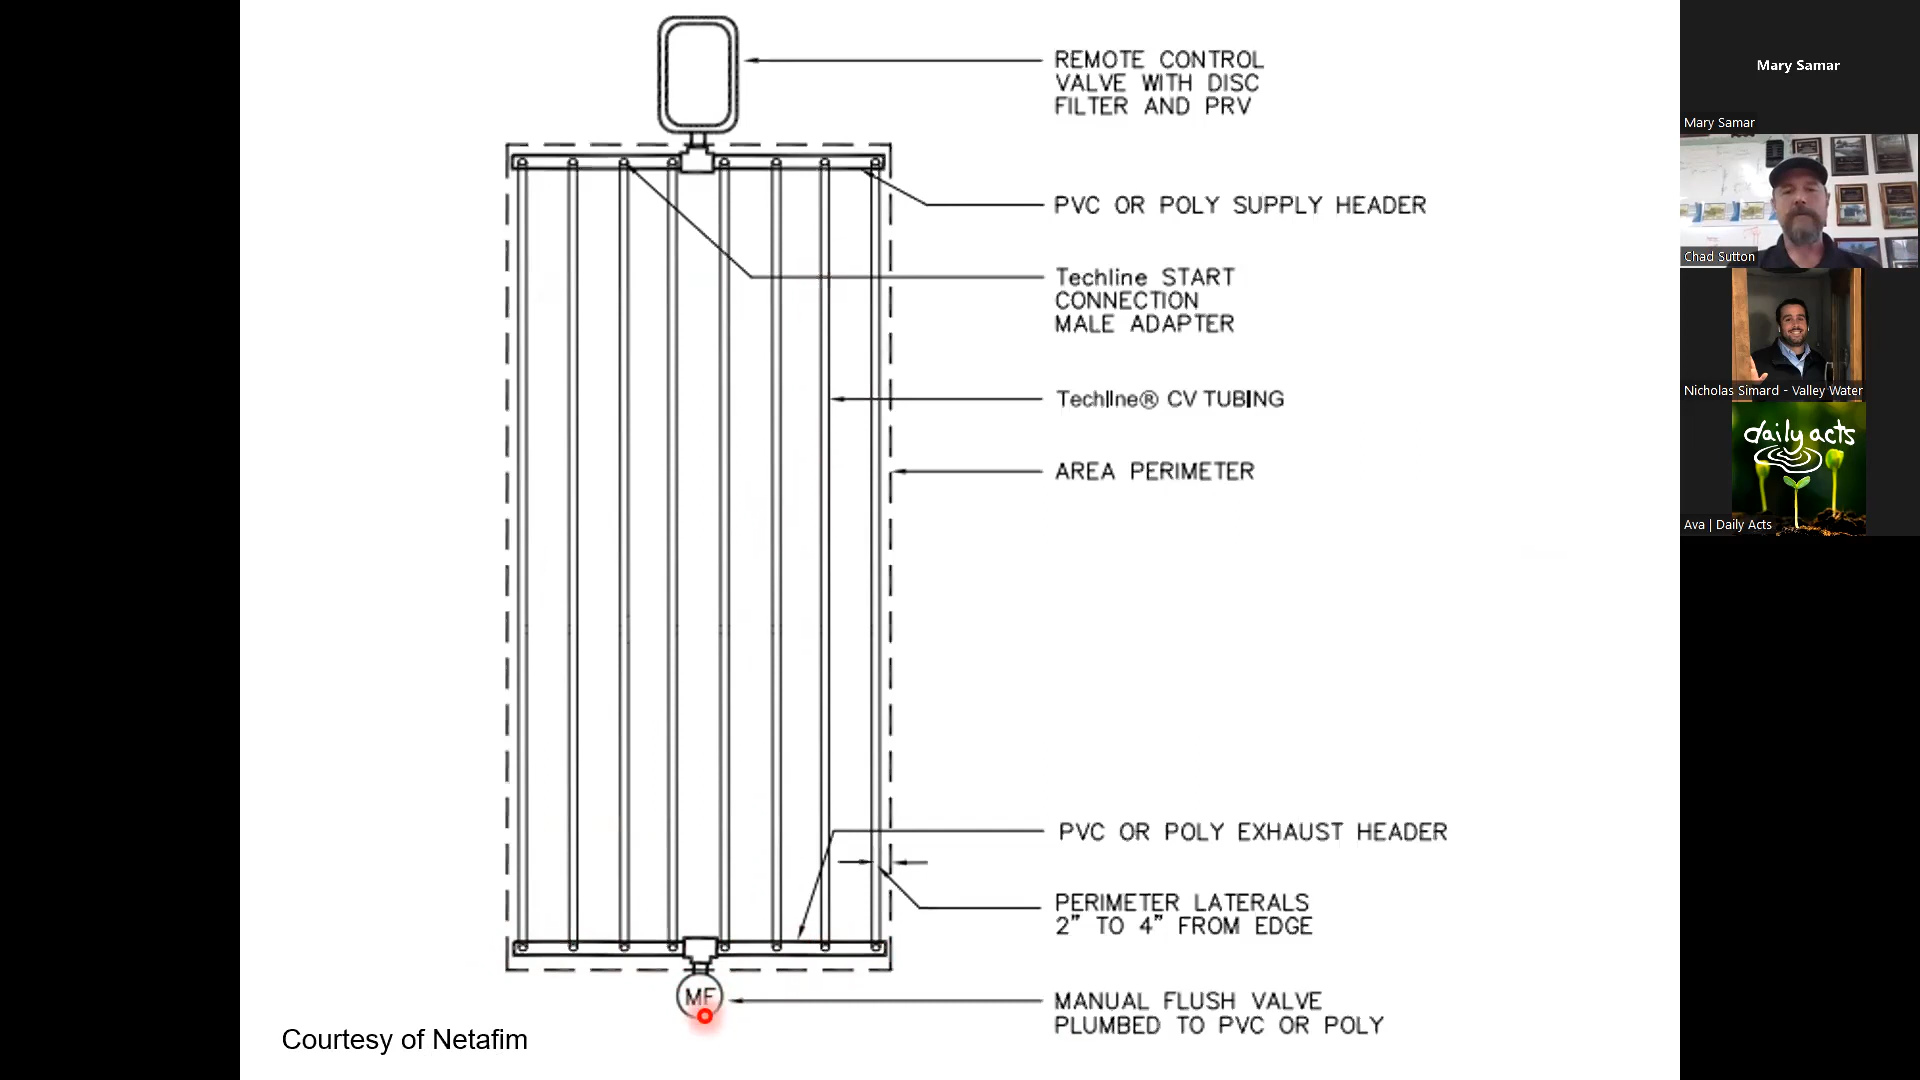 REMOTE CONTROL
VALVE WITH DISC
FILTER AND PRV
PVC OR POLY SUPPLY HEADER
Techline START
CONNECTION
MALE ADAPTER
Techline® CV TUBING
AREA PERIMETER
PVC OR POLY EXHAUST HEADER
PERIMETER LATERALS
2” TO 4” FROM EDGE
MF
MANUAL FLUSH VALVE
PLUMBED TO PVC OR POLY
Courtesy of Netafim
Mary Samar
Mary Samar
Chad Sutton
Nicholas Simard - Valley Water
daily acts
Ava | Daily Acts